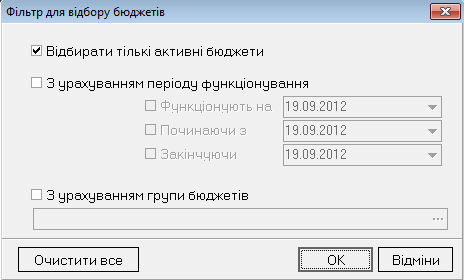 Фільтр для відбору бюджетів
Відбирати тількі активні бюджети
З урахуванням періоду функціонування
Функціонують на 19.09.2012
Починаючи з 19.09.2012
Закінчуючи 19.09.2012
З урахуванням групи бюджетів
...
Очистити все OK Відміни